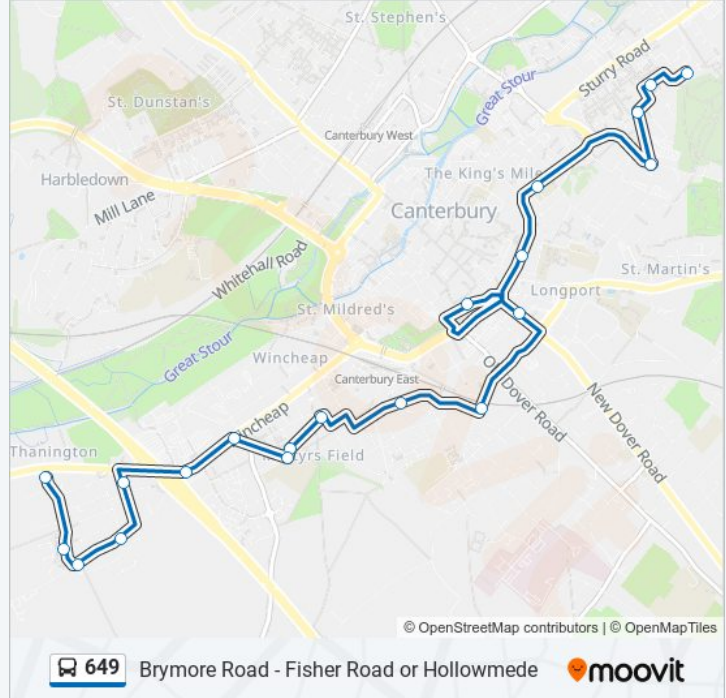 St. Stephen's
Sturry Road
Great Stour
St. Dunstan's
Canterbury West
The King's Mile
Harbledown
Mill Lane
Canterbury
Whitehall Road
St. Martin's
Longport
St. Mildred's
Great Stour
Wincheap
Canterbury East
Old Dover Road
New Dover Road
Wincheap
Thanington
Martyrs Field
© OpenStreetMap contributors | © OpenMapTiles
649 Brymore Road - Fisher Road or Hollowmede
moovit